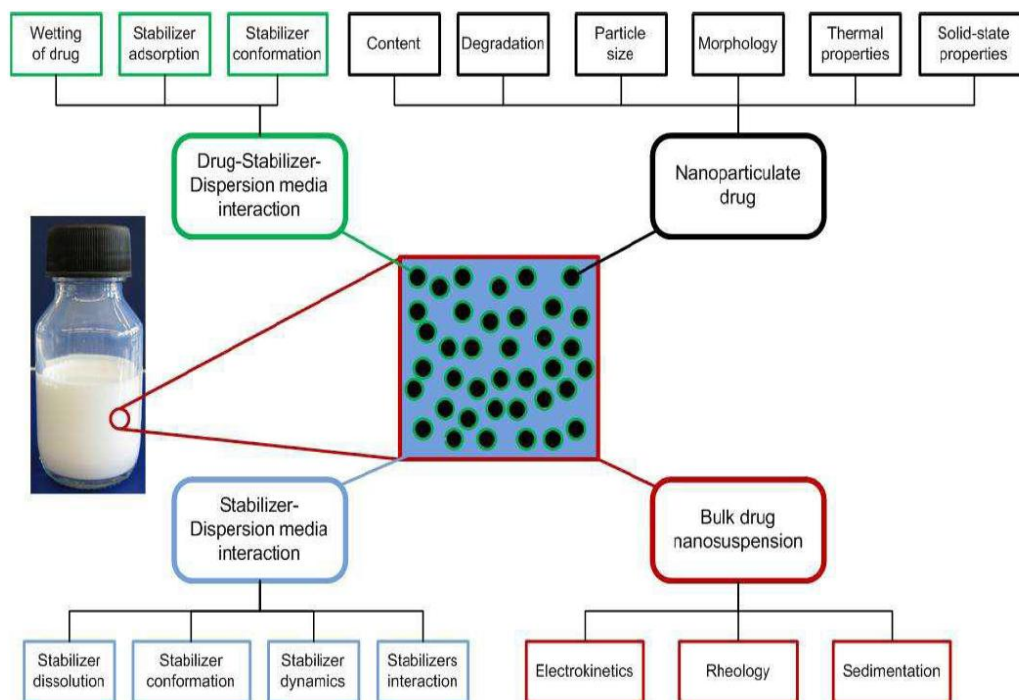 Wetting
of drug
Stabilizer
adsorption
Stabilizer
conformation
Content
Degradation
Particle
size
Morphology
Thermal
properties
Solid-state
properties
Drug-Stabilizer-
Dispersion media
interaction
Nanoparticulate
drug
Stabilizer-
Dispersion media
interaction
Bulk drug
nanosuspension
Stabilizer
dissolution
Stabilizer
conformation
Stabilizer
dynamics
Stabilizers
interaction
Electrokinetics
Rheology
Sedimentation